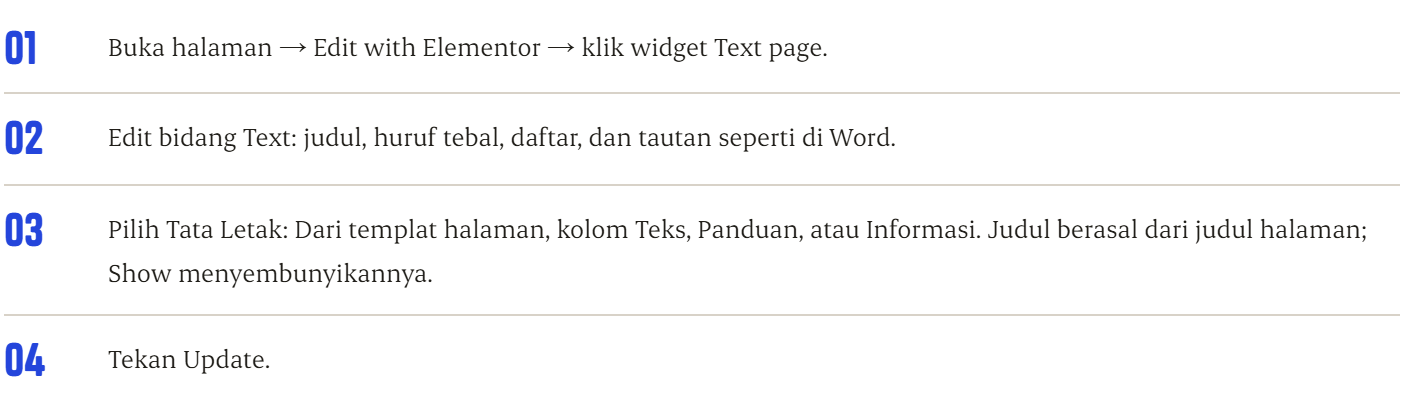 01
Buka halaman → Edit with Elementor → klik widget Text page.
02
Edit bidang Text: judul, huruf tebal, daftar, dan tautan seperti di Word.
03
Pilih Tata Letak: Dari templat halaman, kolom Teks, Panduan, atau Informasi. Judul berasal dari judul halaman;
Show menyembunyikannya.
04
Tekan Update.